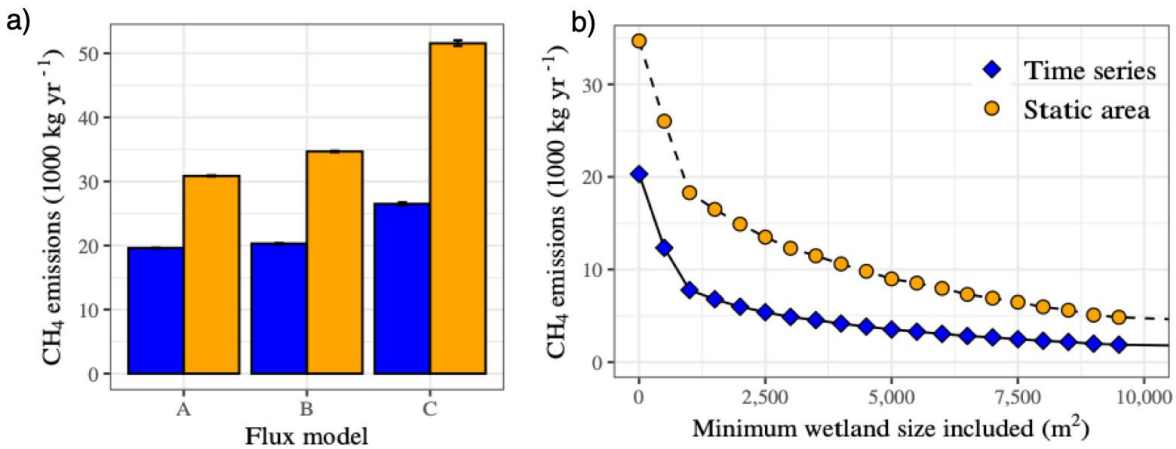 a)
CH₄ emissions (1000 kg yr⁻¹)
50
40
30
20
10
0
A B C
Flux model
b)
CH₄ emissions (1000 kg yr⁻¹)
30
20
10
0
Time series
Static area
0 2,500 5,000 7,500 10,000
Minimum wetland size included (m²)